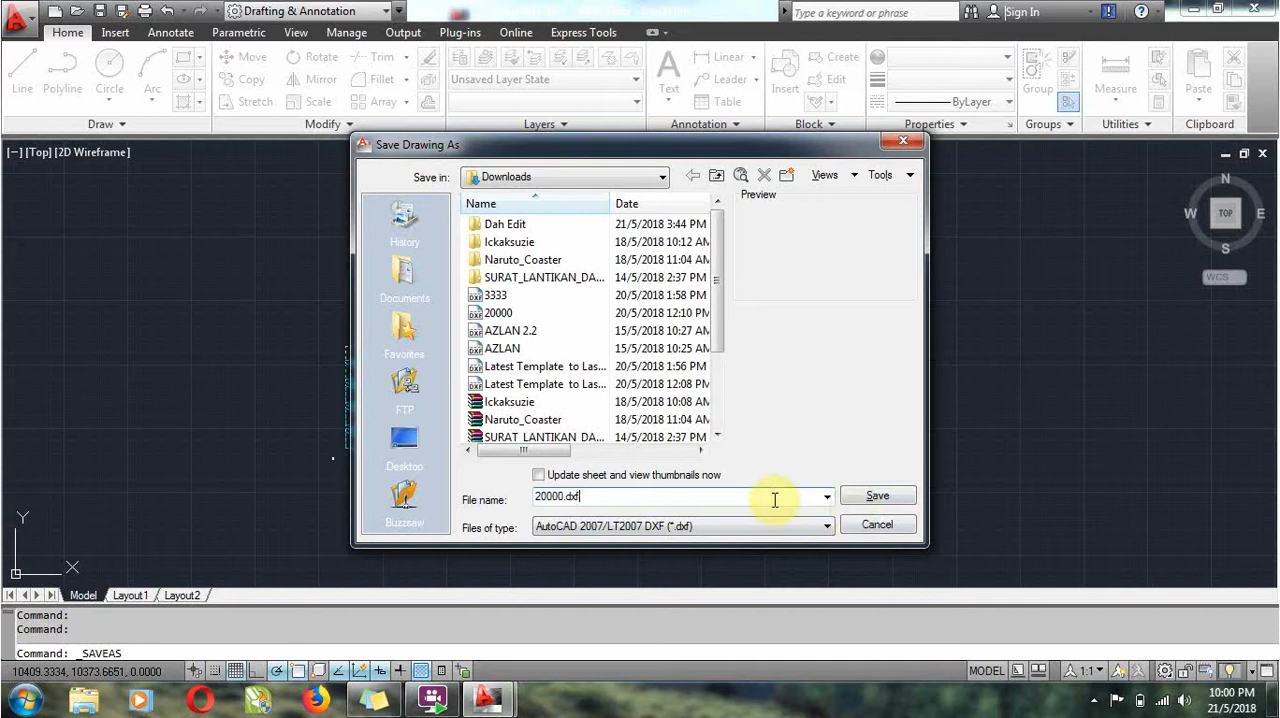 Drafting & Annotation
Type a keyword or phrase
Sign In
Home Insert Annotate Parametric View Manage Output Plug-ins Online Express Tools
Move Rotate Trim Linear Create
Unsaved Layer State
Line Polyline Circle Arc Copy Mirror Fillet Text Leader Insert Edit Group Measure Paste
Stretch Scale Array Table ByLayer
Draw Modify Layers Annotation Block Properties Groups Utilities Clipboard
[−] [Top] [2D Wireframe]
Save Drawing As
Save in: Downloads Views Tools
Name Date Preview
Dah Edit 21/5/2018 3:44 PM
Ickaksuzie 18/5/2018 10:12 AM
Naruto_Coaster 18/5/2018 11:04 AM
SURAT_LANTIKAN_DA... 14/5/2018 2:37 PM
3333 20/5/2018 1:58 PM
20000 20/5/2018 12:10 PM
AZLAN 2.2 15/5/2018 10:27 AM
AZLAN 15/5/2018 10:25 AM
Latest Template to Las... 20/5/2018 1:56 PM
Latest Template to Las... 20/5/2018 12:08 PM
Ickaksuzie 18/5/2018 10:08 AM
Naruto_Coaster 18/5/2018 11:04 AM
SURAT_LANTIKAN_DA... 14/5/2018 2:37 PM
History
Documents
Favorites
FTP
Desktop
Buzzsaw
Update sheet and view thumbnails now
File name: 20000.dxf Save
Files of type: AutoCAD 2007/LT2007 DXF (*.dxf) Cancel
N
W TOP E
S
WCS
Y
X
Model Layout1 Layout2
Command:
Command:
Command: _SAVEAS
10409.3334, 10373.6651, 0.0000 MODEL 1:1
10:00 PM
21/5/2018